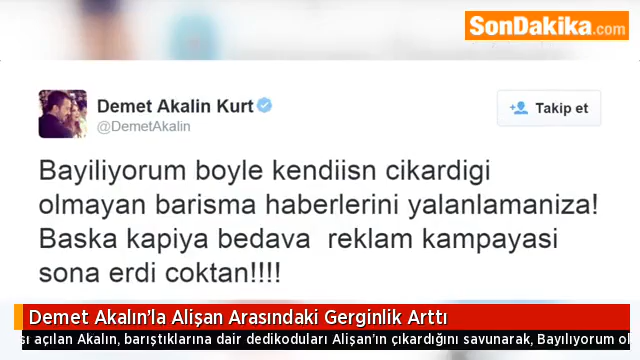 SonDakika.com
Demet Akalin Kurt
@DemetAkalin
Takip et
Bayiliyorum boyle kendiisn cikardigi
olmayan barisma haberlerini yalanlamaniza!
Baska kapiya bedava  reklam kampayasi
sona erdi coktan!!!!
Demet Akalın'la Alişan Arasındaki Gerginlik Arttı
sı açılan Akalın, barıştıklarına dair dedikoduları Alişan'ın çıkardığını savunarak, Bayılıyorum ol